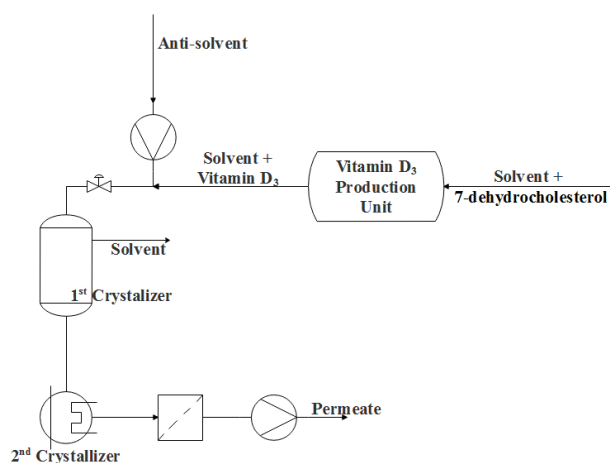 Anti-solvent
Solvent +
Vitamin D₃
Vitamin D₃
Production
Unit
Solvent +
7-dehydrocholesterol
Solvent
1st Crystalizer
Permeate
2nd Crystallizer